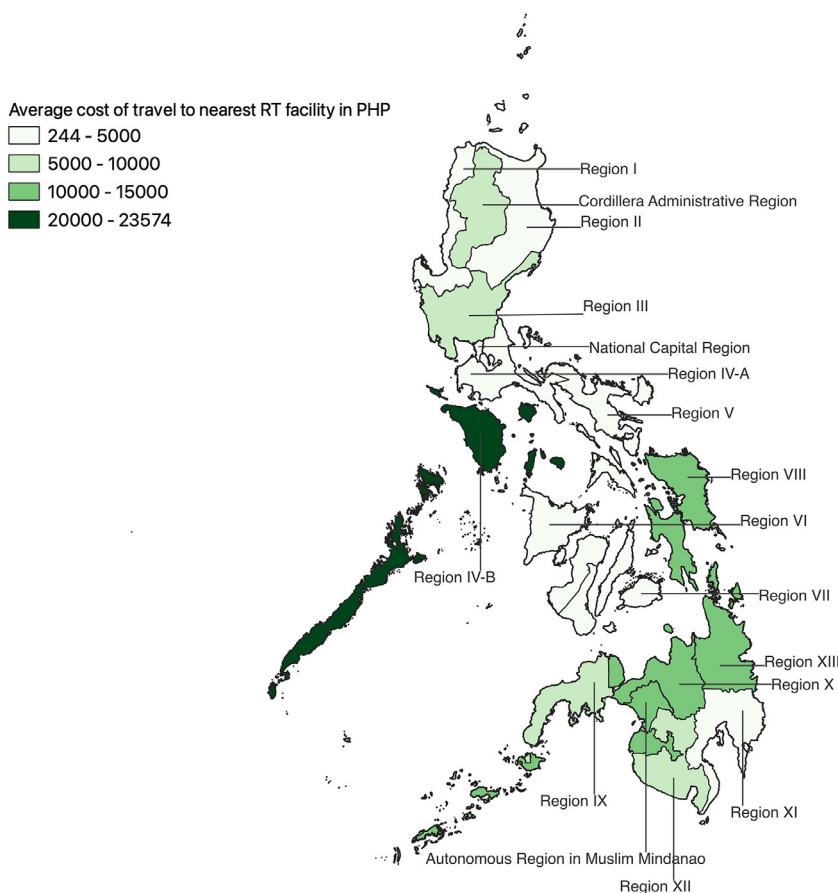 Average cost of travel to nearest RT facility in PHP
244 - 5000
5000 - 10000
10000 - 15000
20000 - 23574
Region I
Cordillera Administrative Region
Region II
Region III
National Capital Region
Region IV-A
Region V
Region VIII
Region VI
Region IV-B
Region VII
Region XIII
Region X
Region IX
Region XI
Autonomous Region in Muslim Mindanao
Region XII